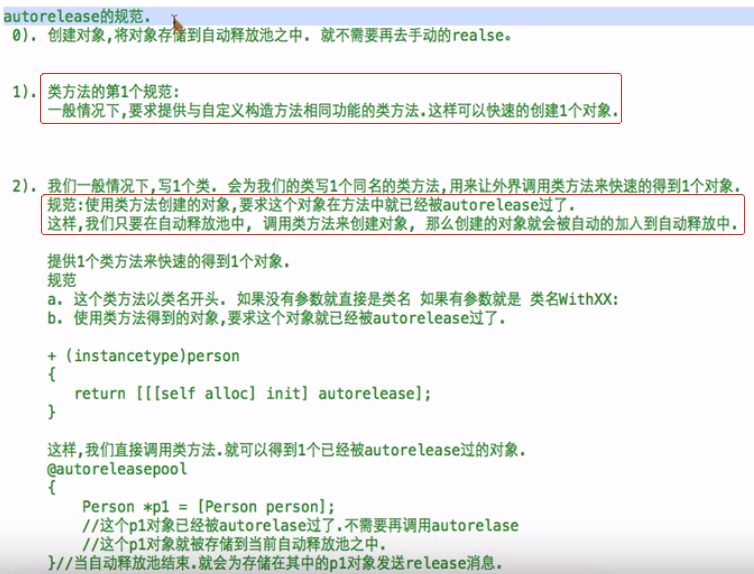 autorelease的规范.
0). 创建对象,将对象存储到自动释放池之中. 就不需要再去手动的realse。
1). 类方法的第1个规范:
一般情况下,要求提供与自定义构造方法相同功能的类方法.这样可以快速的创建1个对象.
2). 我们一般情况下,写1个类. 会为我们的类写1个同名的类方法,用来让外界调用类方法来快速的得到1个对象.
规范:使用类方法创建的对象,要求这个对象在方法中就已经被autorelease过了.
这样,我们只要在自动释放池中, 调用类方法来创建对象, 那么创建的对象就会被自动的加入到自动释放中.
提供1个类方法来快速的得到1个对象.
规范
a. 这个类方法以类名开头. 如果没有参数就直接是类名 如果有参数就是 类名WithXX:
b. 使用类方法得到的对象,要求这个对象就已经被autorelease过了.
+ (instancetype)person
{
return [[[self alloc] init] autorelease];
}
这样,我们直接调用类方法.就可以得到1个已经被autorelease过的对象.
@autoreleasepool
{
Person *p1 = [Person person];
//这个p1对象已经被autorelase过了.不需要再调用autorelase
//这个p1对象就被存储到当前自动释放池之中.
}//当自动释放池结束.就会为存储在其中的p1对象发送release消息.